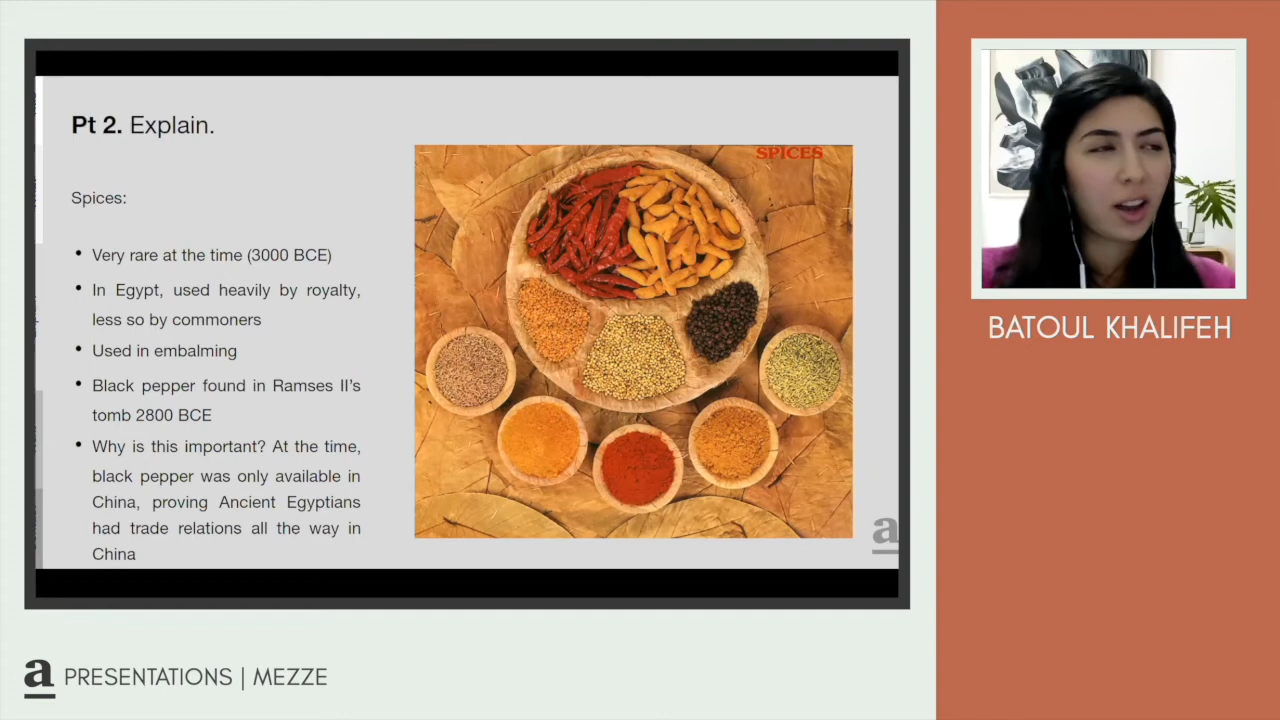 Pt 2. Explain.
Spices:
• Very rare at the time (3000 BCE)
• In Egypt, used heavily by royalty,
less so by commoners
• Used in embalming
• Black pepper found in Ramses II’s
tomb 2800 BCE
• Why is this important? At the time,
black pepper was only available in
China, proving Ancient Egyptians
had trade relations all the way in
China
SPICES
a
BATOUL KHALIFEH
a PRESENTATIONS | MEZZE